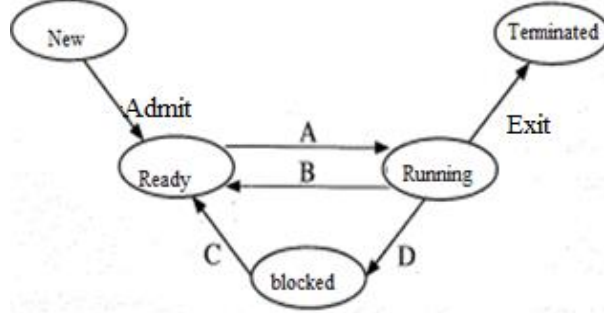 New
Terminated
Admit
Exit
A
Ready
B
Running
C
D
blocked